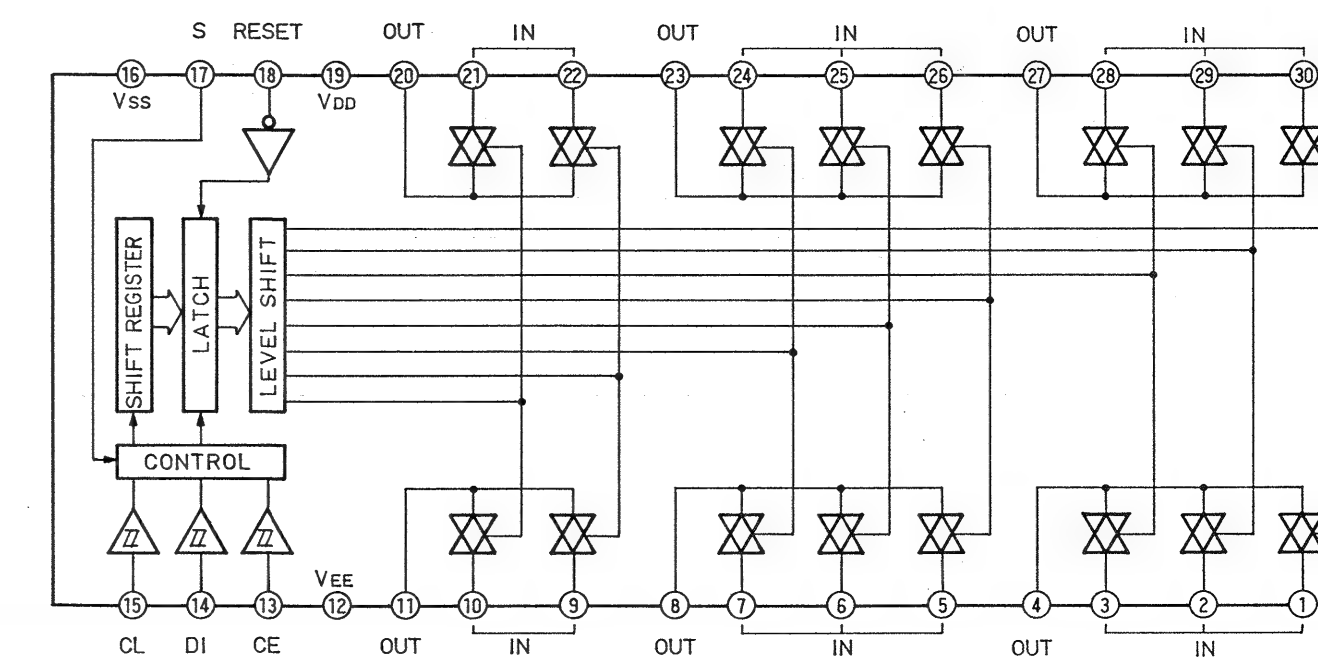 S RESET OUT IN OUT IN OUT IN
16 17 18 19 20 21 22 23 24 25 26 27 28 29 30
VSS VDD
SHIFT REGISTER
LATCH
LEVEL SHIFT
CONTROL
VEE
15 14 13 12 11 10 9 8 7 6 5 4 3 2 1
CL DI CE OUT IN OUT IN OUT IN